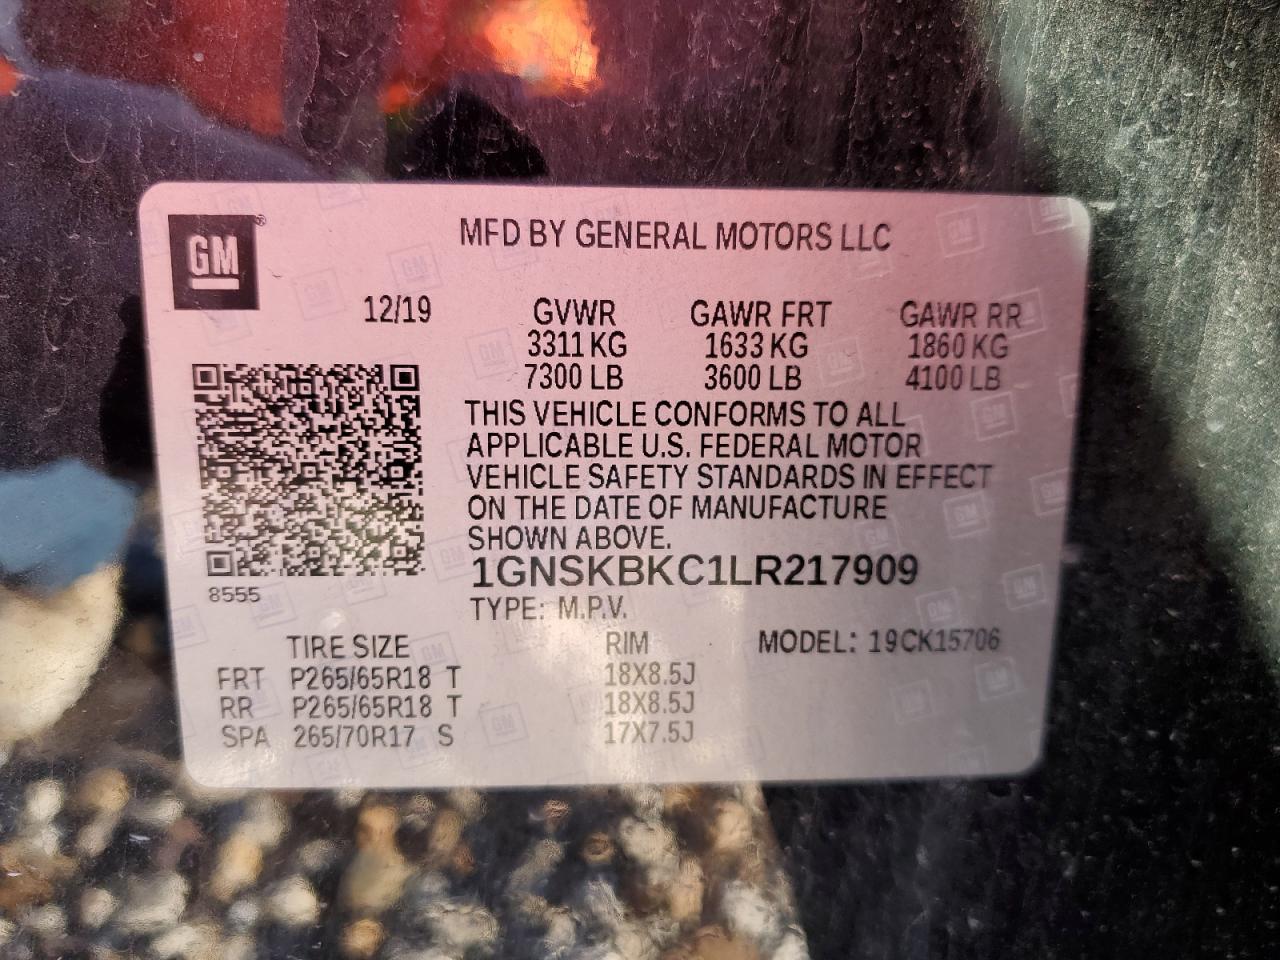 GM®
MFD BY GENERAL MOTORS LLC
12/19 GVWR GAWR FRT GAWR RR
3311 KG 1633 KG 1860 KG
7300 LB 3600 LB 4100 LB
THIS VEHICLE CONFORMS TO ALL
APPLICABLE U.S. FEDERAL MOTOR
VEHICLE SAFETY STANDARDS IN EFFECT
ON THE DATE OF MANUFACTURE
SHOWN ABOVE.
1GNSKBKC1LR217909
8555
TYPE: M.P.V.
TIRE SIZE RIM MODEL: 19CK15706
FRT P265/65R18 T 18X8.5J
RR P265/65R18 T 18X8.5J
SPA 265/70R17 S 17X7.5J